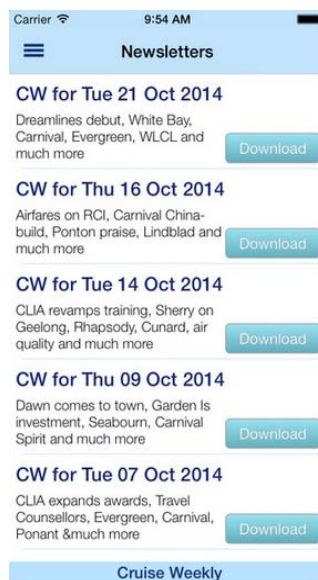 Carrier 9:54 AM
Newsletters
CW for Tue 21 Oct 2014
Dreamlines debut, White Bay,
Carnival, Evergreen, WLCL and
much more
Download
CW for Thu 16 Oct 2014
Airfares on RCI, Carnival China-
build, Ponton praise, Lindblad and
much more
Download
CW for Tue 14 Oct 2014
CLIA revamps training, Sherry on
Geelong, Rhapsody, Cunard, air
quality and much more
Download
CW for Thu 09 Oct 2014
Dawn comes to town, Garden Is
investment, Seabourn, Carnival
Spirit and much more
Download
CW for Tue 07 Oct 2014
CLIA expands awards, Travel
Counsellors, Evergreen, Carnival,
Ponant &much more
Download
Cruise Weekly